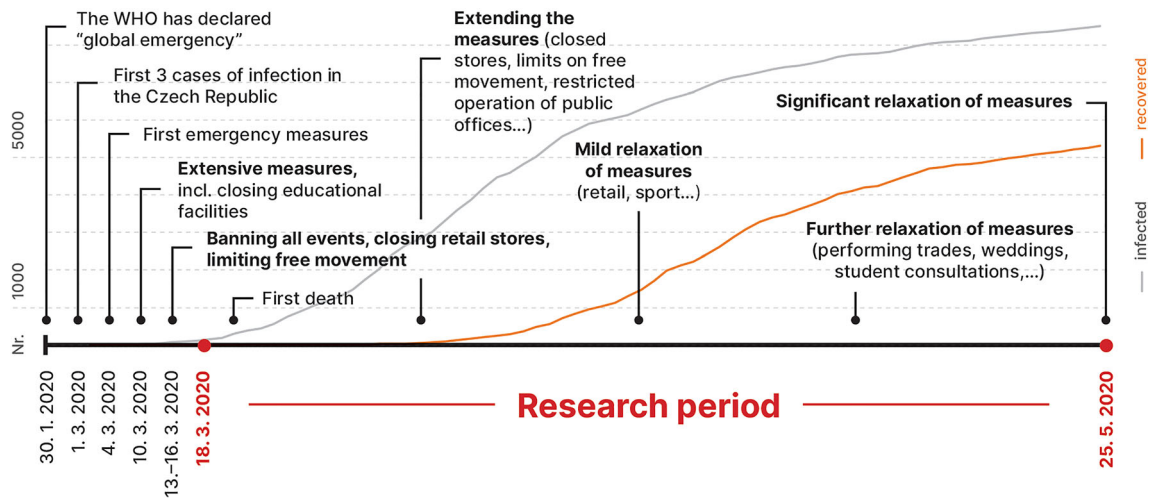 The WHO has declared
“global emergency”
First 3 cases of infection in
the Czech Republic
First emergency measures
Extensive measures,
incl. closing educational
facilities
Banning all events, closing retail stores,
limiting free movement
First death
Extending the
measures (closed
stores, limits on free
movement, restricted
operation of public
offices...)
Mild relaxation
of measures
(retail, sport...)
Significant relaxation of measures
Further relaxation of measures
(performing trades, weddings,
student consultations,...)
5000
1000
Nr.
recovered
infected
30. 1. 2020
1. 3. 2020
4. 3. 2020
10. 3. 2020
13.–16. 3. 2020
18. 3. 2020
Research period
25. 5. 2020